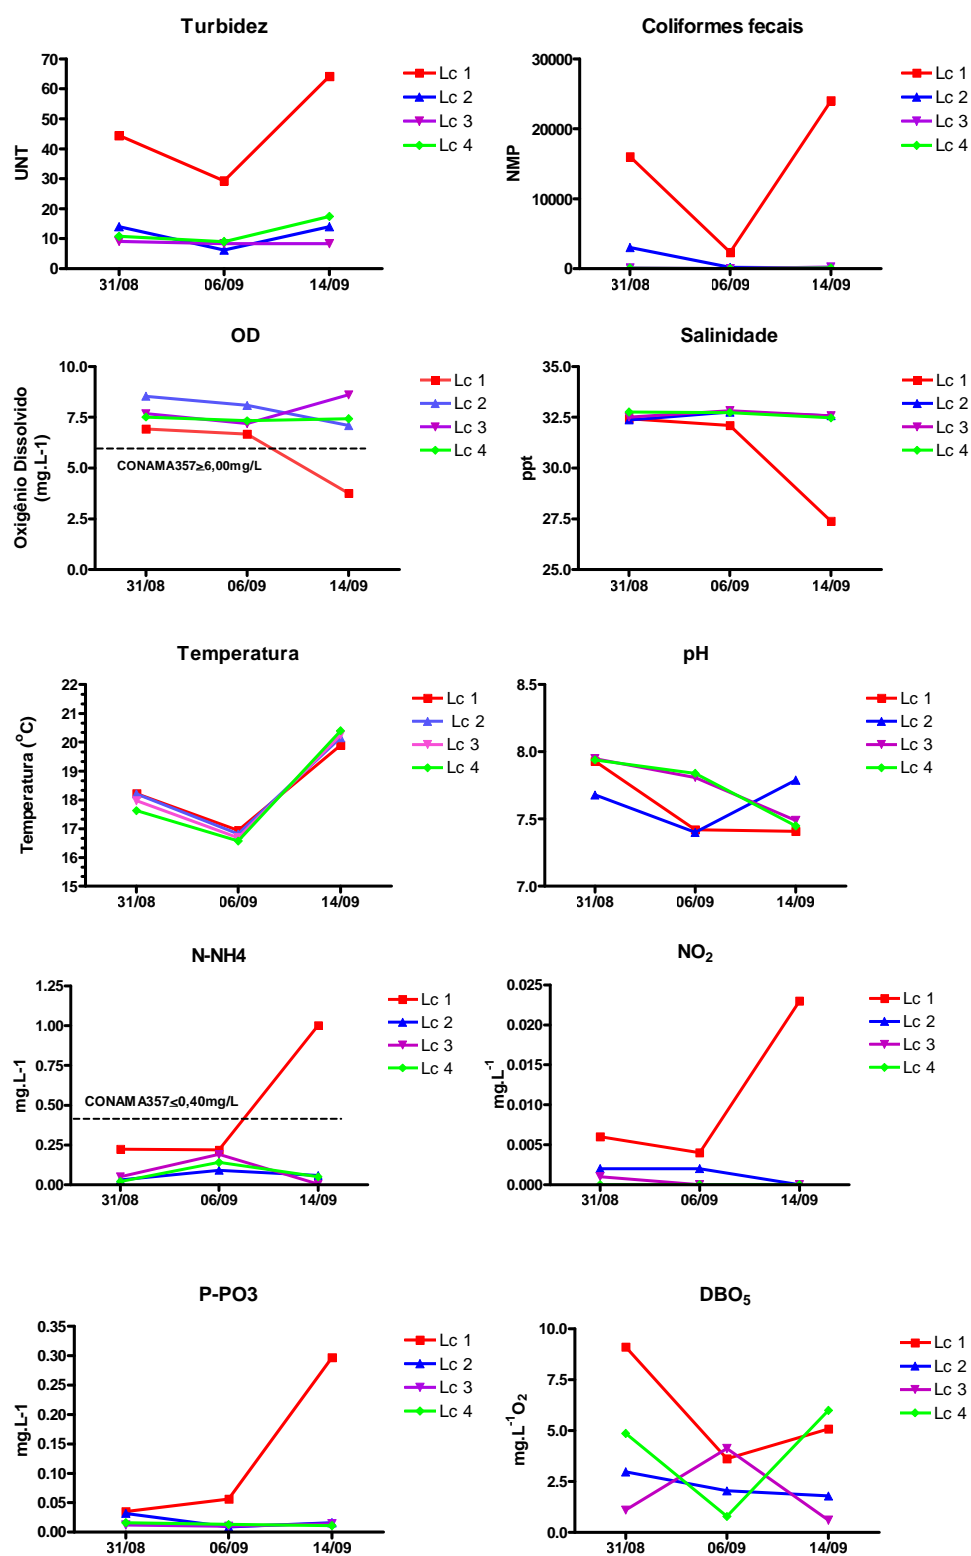 Turbidez
UNT
70
60
50
40
30
20
10
0
31/08 06/09 14/09
Lc 1
Lc 2
Lc 3
Lc 4
Coliformes fecais
NMP
30000
20000
10000
0
31/08 06/09 14/09
Lc 1
Lc 2
Lc 3
Lc 4
OD
Oxigênio Dissolvido
(mg.L-1)
10.0
7.5
5.0
2.5
0.0
CONAMA357≥6,00mg/L
31/08 06/09 14/09
Lc 1
Lc 2
Lc 3
Lc 4
Salinidade
ppt
35.0
32.5
30.0
27.5
25.0
31/08 06/09 14/09
Lc 1
Lc 2
Lc 3
Lc 4
Temperatura
Temperatura (°C)
22
21
20
19
18
17
16
15
31/08 06/09 14/09
Lc 1
Lc 2
Lc 3
Lc 4
pH
8.5
8.0
7.5
7.0
31/08 06/09 14/09
Lc 1
Lc 2
Lc 3
Lc 4
N-NH4
mg.L-1
1.25
1.00
0.75
0.50
0.25
0.00
CONAMA357≤0,40mg/L
31/08 06/09 14/09
Lc 1
Lc 2
Lc 3
Lc 4
NO₂
mg.L⁻¹
0.025
0.020
0.015
0.010
0.005
0.000
31/08 06/09 14/09
Lc 1
Lc 2
Lc 3
Lc 4
P-PO3
mg.L-1
0.35
0.30
0.25
0.20
0.15
0.10
0.05
0.00
31/08 06/09 14/09
Lc 1
Lc 2
Lc 3
Lc 4
DBO₅
mg.L⁻¹O₂
10.0
7.5
5.0
2.5
0.0
31/08 06/09 14/09
Lc 1
Lc 2
Lc 3
Lc 4